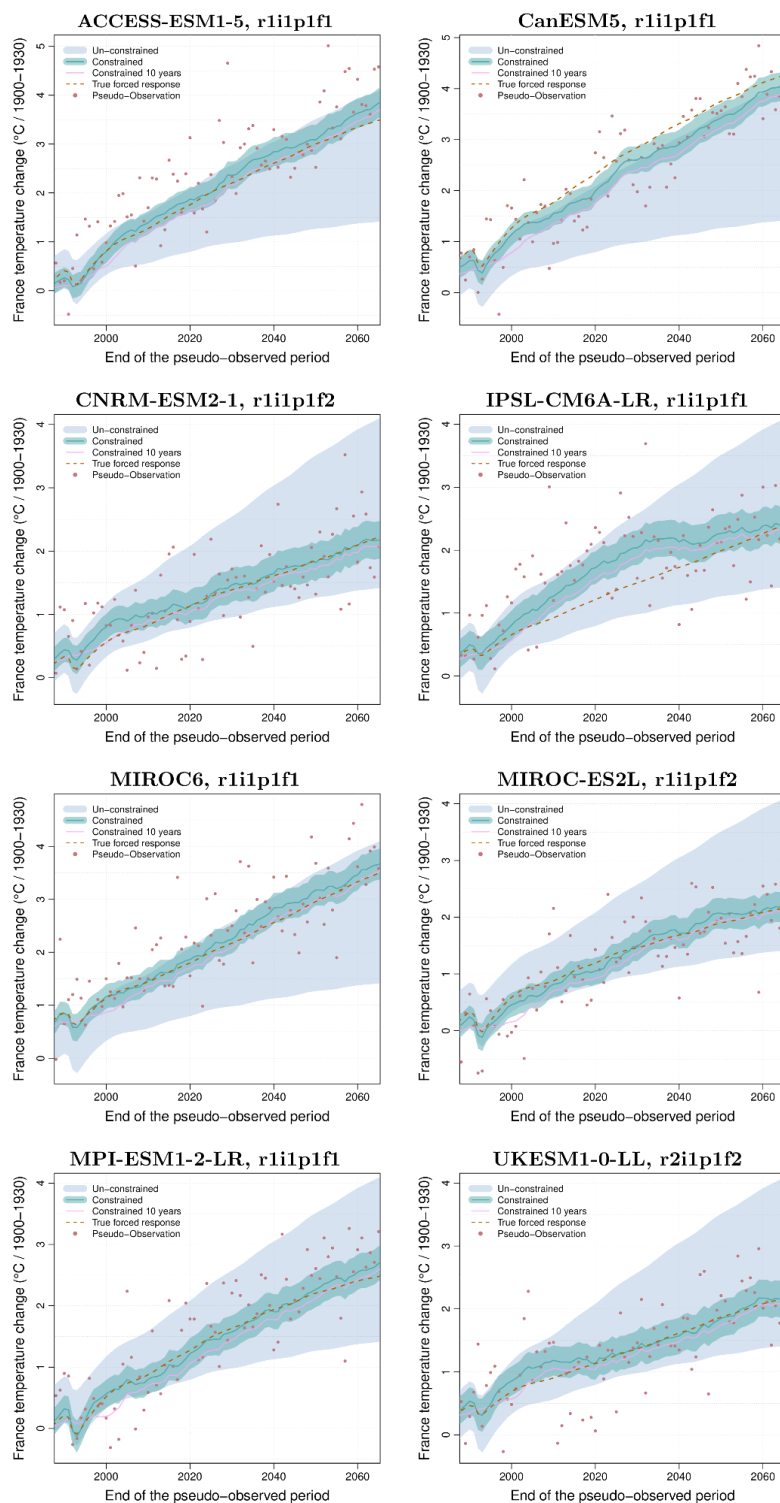 ACCESS-ESM1-5, r1i1p1f1
Un-constrained
Constrained
Constrained 10 years
True forced response
Pseudo-Observation
France temperature change (°C / 1900–1930)
0 1 2 3 4 5
2000 2020 2040 2060
End of the pseudo-observed period
CanESM5, r1i1p1f1
Un-constrained
Constrained
Constrained 10 years
True forced response
Pseudo-Observation
France temperature change (°C / 1900–1930)
0 1 2 3 4 5
2000 2020 2040 2060
End of the pseudo-observed period
CNRM-ESM2-1, r1i1p1f2
Un-constrained
Constrained
Constrained 10 years
True forced response
Pseudo-Observation
France temperature change (°C / 1900–1930)
0 1 2 3 4
2000 2020 2040 2060
End of the pseudo-observed period
IPSL-CM6A-LR, r1i1p1f1
Un-constrained
Constrained
Constrained 10 years
True forced response
Pseudo-Observation
France temperature change (°C / 1900–1930)
0 1 2 3 4
2000 2020 2040 2060
End of the pseudo-observed period
MIROC6, r1i1p1f1
Un-constrained
Constrained
Constrained 10 years
True forced response
Pseudo-Observation
France temperature change (°C / 1900–1930)
0 1 2 3 4
2000 2020 2040 2060
End of the pseudo-observed period
MIROC-ES2L, r1i1p1f2
Un-constrained
Constrained
Constrained 10 years
True forced response
Pseudo-Observation
France temperature change (°C / 1900–1930)
0 1 2 3 4
2000 2020 2040 2060
End of the pseudo-observed period
MPI-ESM1-2-LR, r1i1p1f1
Un-constrained
Constrained
Constrained 10 years
True forced response
Pseudo-Observation
France temperature change (°C / 1900–1930)
0 1 2 3 4
2000 2020 2040 2060
End of the pseudo-observed period
UKESM1-0-LL, r2i1p1f2
Un-constrained
Constrained
Constrained 10 years
True forced response
Pseudo-Observation
France temperature change (°C / 1900–1930)
0 1 2 3 4
2000 2020 2040 2060
End of the pseudo-observed period